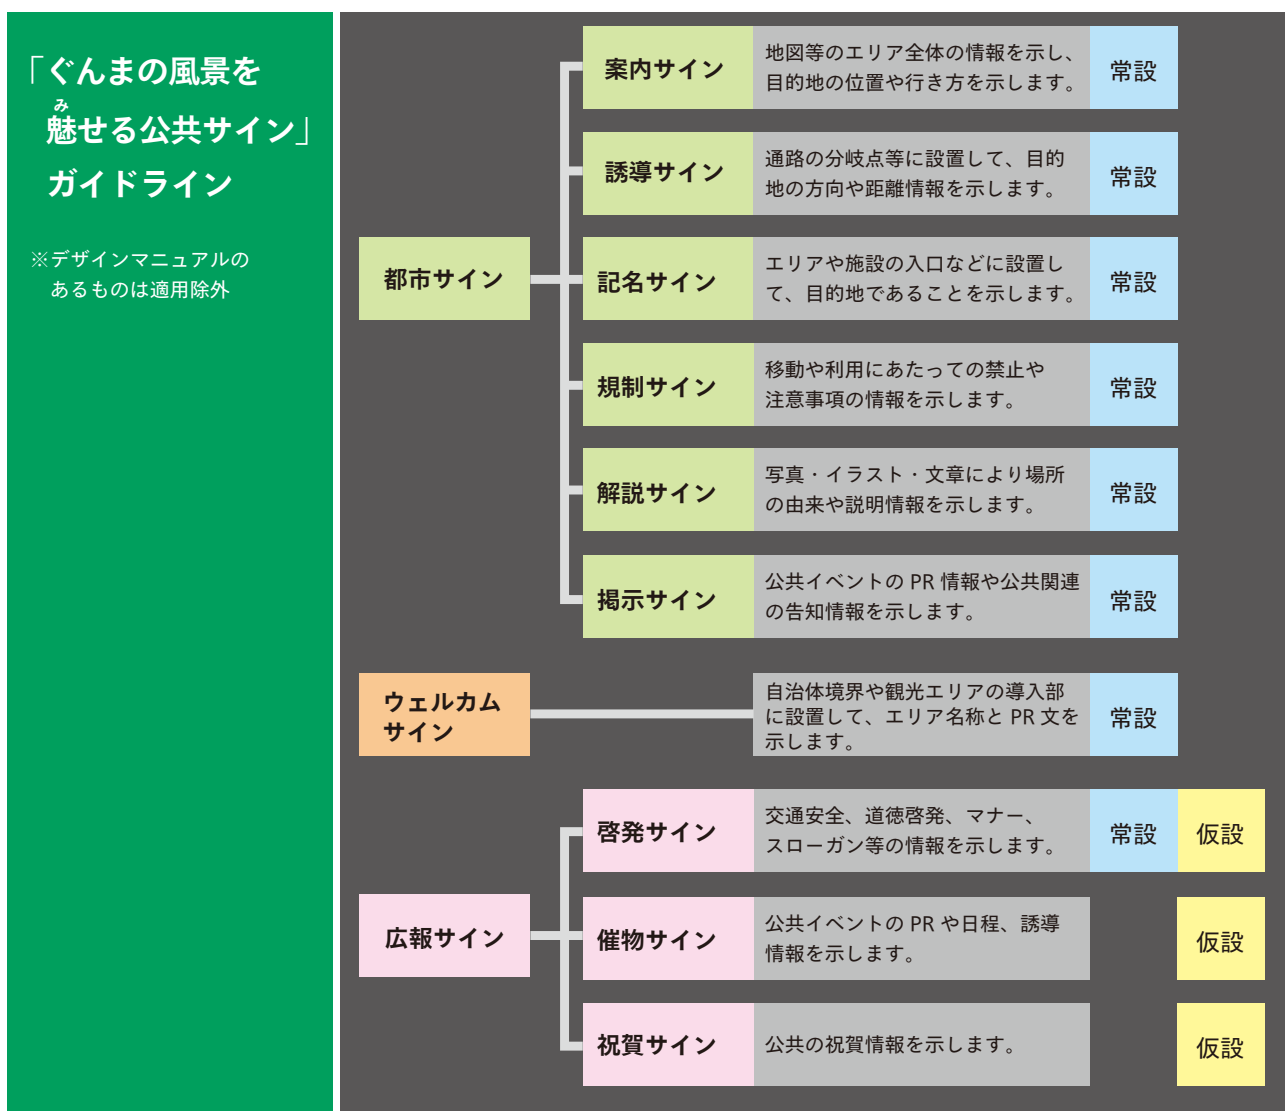 「ぐんまの風景を
み
魅せる公共サイン」
ガイドライン
※デザインマニュアルの
あるものは適用除外
都市サイン
案内サイン
地図等のエリア全体の情報を示し、
目的地の位置や行き方を示します。
常設
誘導サイン
通路の分岐点等に設置して、目的
地の方向や距離情報を示します。
常設
記名サイン
エリアや施設の入口などに設置し
て、目的地であることを示します。
常設
規制サイン
移動や利用にあたっての禁止や
注意事項の情報を示します。
常設
解説サイン
写真・イラスト・文章により場所
の由来や説明情報を示します。
常設
掲示サイン
公共イベントの PR 情報や公共関連
の告知情報を示します。
常設
ウェルカム
サイン
自治体境界や観光エリアの導入部
に設置して、エリア名称と PR 文を
示します。
常設
広報サイン
啓発サイン
交通安全、道徳啓発、マナー、
スローガン等の情報を示します。
常設
仮設
催物サイン
公共イベントの PR や日程、誘導
情報を示します。
仮設
祝賀サイン
公共の祝賀情報を示します。
仮設